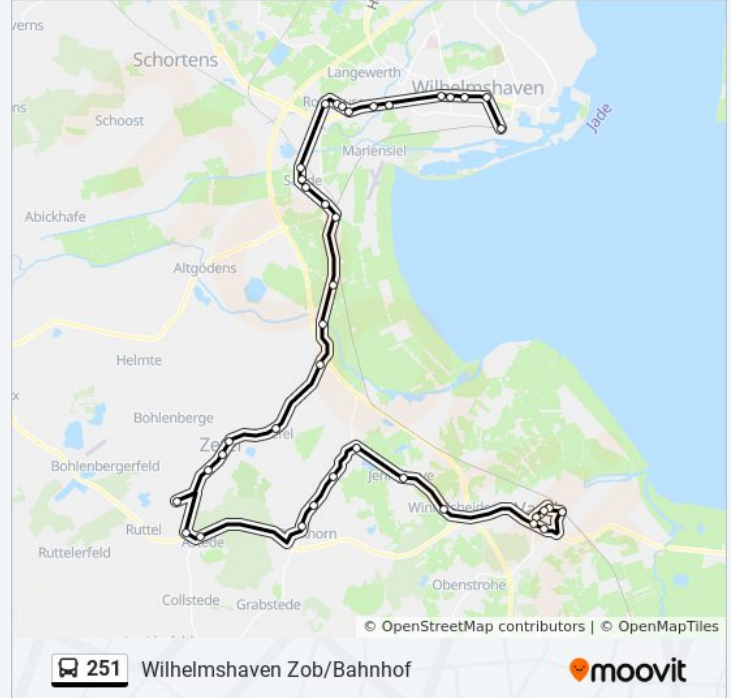 Schortens
Langewerth
Wilhelmshaven
Schoost
Mariensiel
Jade
Abickhafe
Altgödens
Helmte
Bohlenberge
Bohlenbergerfeld
Ruttel
Ruttelerfeld
Obenstrohe
Collstede
Grabstede
© OpenStreetMap contributors | © OpenMapTiles
251 Wilhelmshaven Zob/Bahnhof
moovit